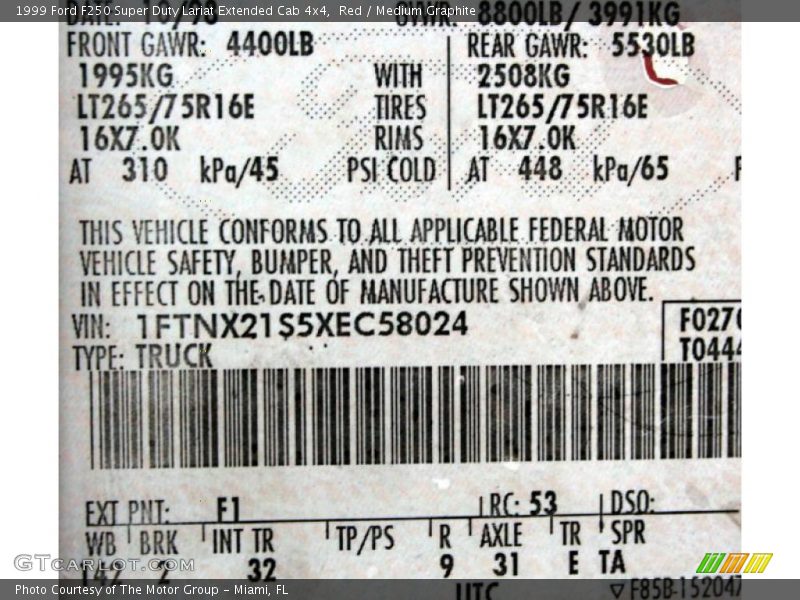 1999 Ford F250 Super Duty Lariat Extended Cab 4x4, Red / Medium Graphite
8800LB/ 3991KG
FRONT GAWR: 4400LB REAR GAWR: 5530LB
1995KG WITH 2508KG
LT265/75R16E TIRES LT265/75R16E
16X7.0K RIMS 16X7.0K
AT 310 kPa/45 PSI COLD AT 448 kPa/65
THIS VEHICLE CONFORMS TO ALL APPLICABLE FEDERAL MOTOR
VEHICLE SAFETY, BUMPER, AND THEFT PREVENTION STANDARDS
IN EFFECT ON THE DATE OF MANUFACTURE SHOWN ABOVE.
VIN: 1FTNX21S5XEC58024 F027
TYPE: TRUCK T044
EXT PNT: F1 RC: 53 DSO:
WB BRK INT TR TP/PS R AXLE TR SPR
142 2 32 9 31 E TA
GTCARLOT.COM
UTC F85B-152047
Photo Courtesy of The Motor Group - Miami, FL